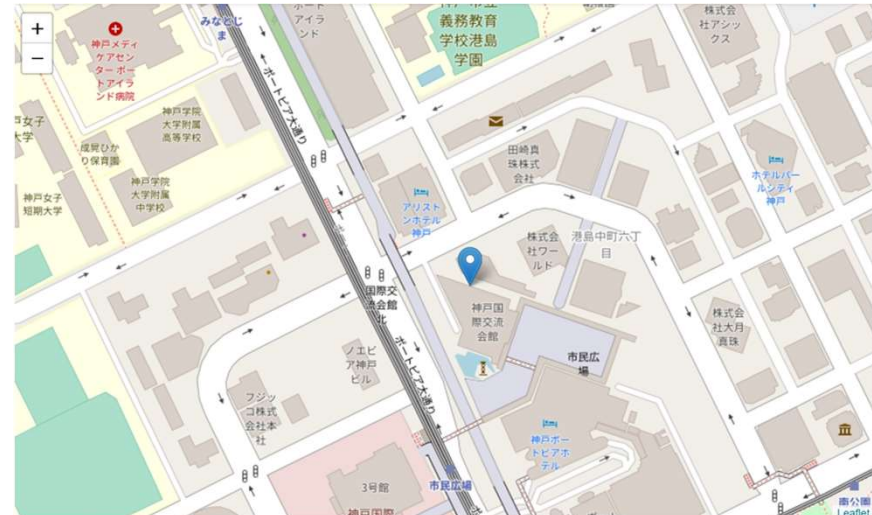 +
−
みなとじ
ま
ポート
アイラ
ンド
義務教育
学校港島
学園
株式会
社アシッ
クス
神戸メディ
ケアセン
ター ポー
トアイラ
ンド病院
ポートピア大通り
神戸学院
大学附属
高等学校
戸女子
大学
成晃ひか
り保育園
神戸学院
大学附属
中学校
神戸女子
短期大学
田崎真
珠株式
会社
ホテルパー
ルシティ
神戸
アリスト
ンホテル
神戸
株式会
社ワー
ルド
港島中町六丁
目
国際交
流会館
北
神戸国
際交流
会館
株式会
社大月
真珠
ノエビ
ア神戸
ビル
市民広
場
ポートピア大通り
フジッ
コ株式
会社本
社
神戸ポー
トピアホ
テル
3号館
市民広場
神戸国際
南公園
Leaflet